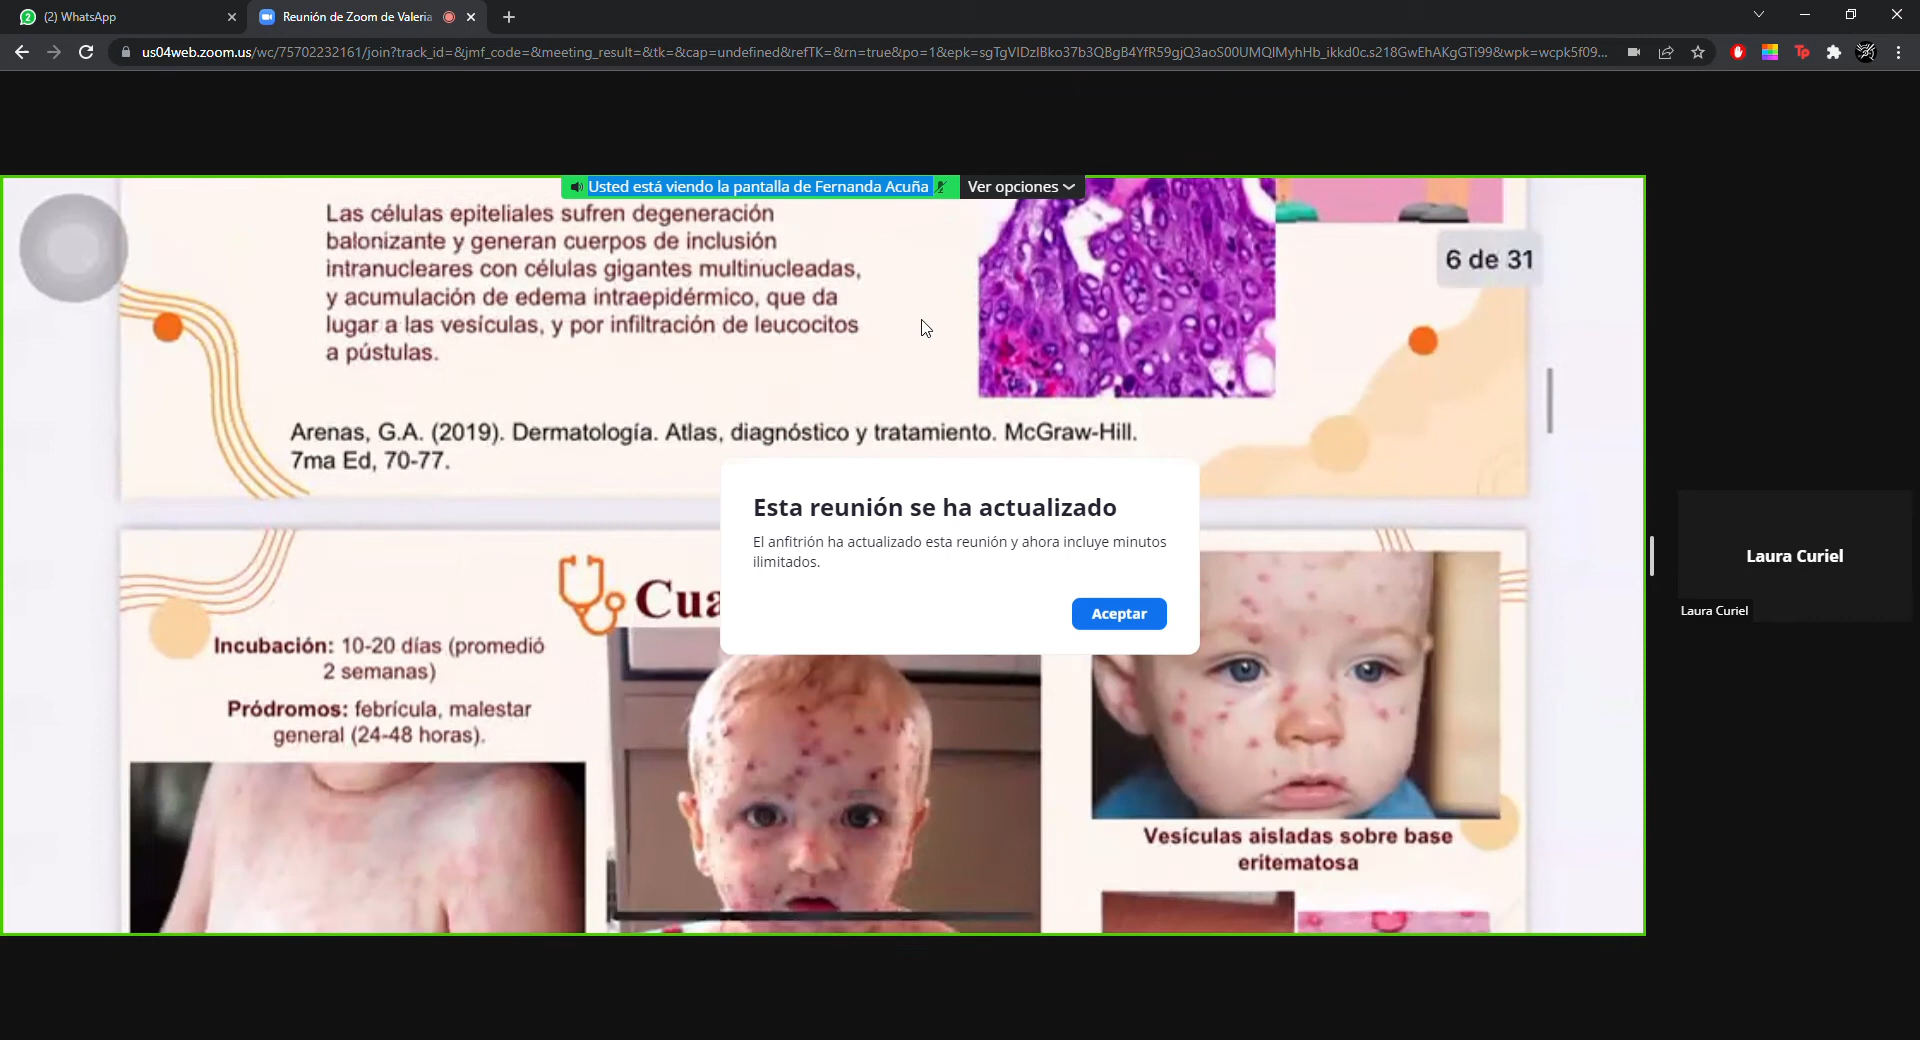 (2) WhatsApp
Reunión de Zoom de Valeria
us04web.zoom.us/wc/75702232161/join?track_id=&jmf_code=&meeting_result=&tk=&cap=undefined&refTK=&rn=true&po=1&epk=
Usted está viendo la pantalla de Fernanda Acuña
Ver opciones
Las células epiteliales sufren degeneración
balonizante y generan cuerpos de inclusión
intranucleares con células gigantes multinucleadas,
y acumulación de edema intraepidérmico, que da
lugar a las vesículas, y por infiltración de leucocitos
a pústulas.
6 de 31
Arenas, G.A. (2019). Dermatología. Atlas, diagnóstico y tratamiento. McGraw-Hill.
7ma Ed, 70-77.
Esta reunión se ha actualizado
El anfitrión ha actualizado esta reunión y ahora incluye minutos
ilimitados.
Aceptar
Laura Curiel
Laura Curiel
Cua
Incubación: 10-20 días (promedió
2 semanas)
Pródromos: febrícula, malestar
general (24-48 horas).
Vesículas aisladas sobre base
eritematosa